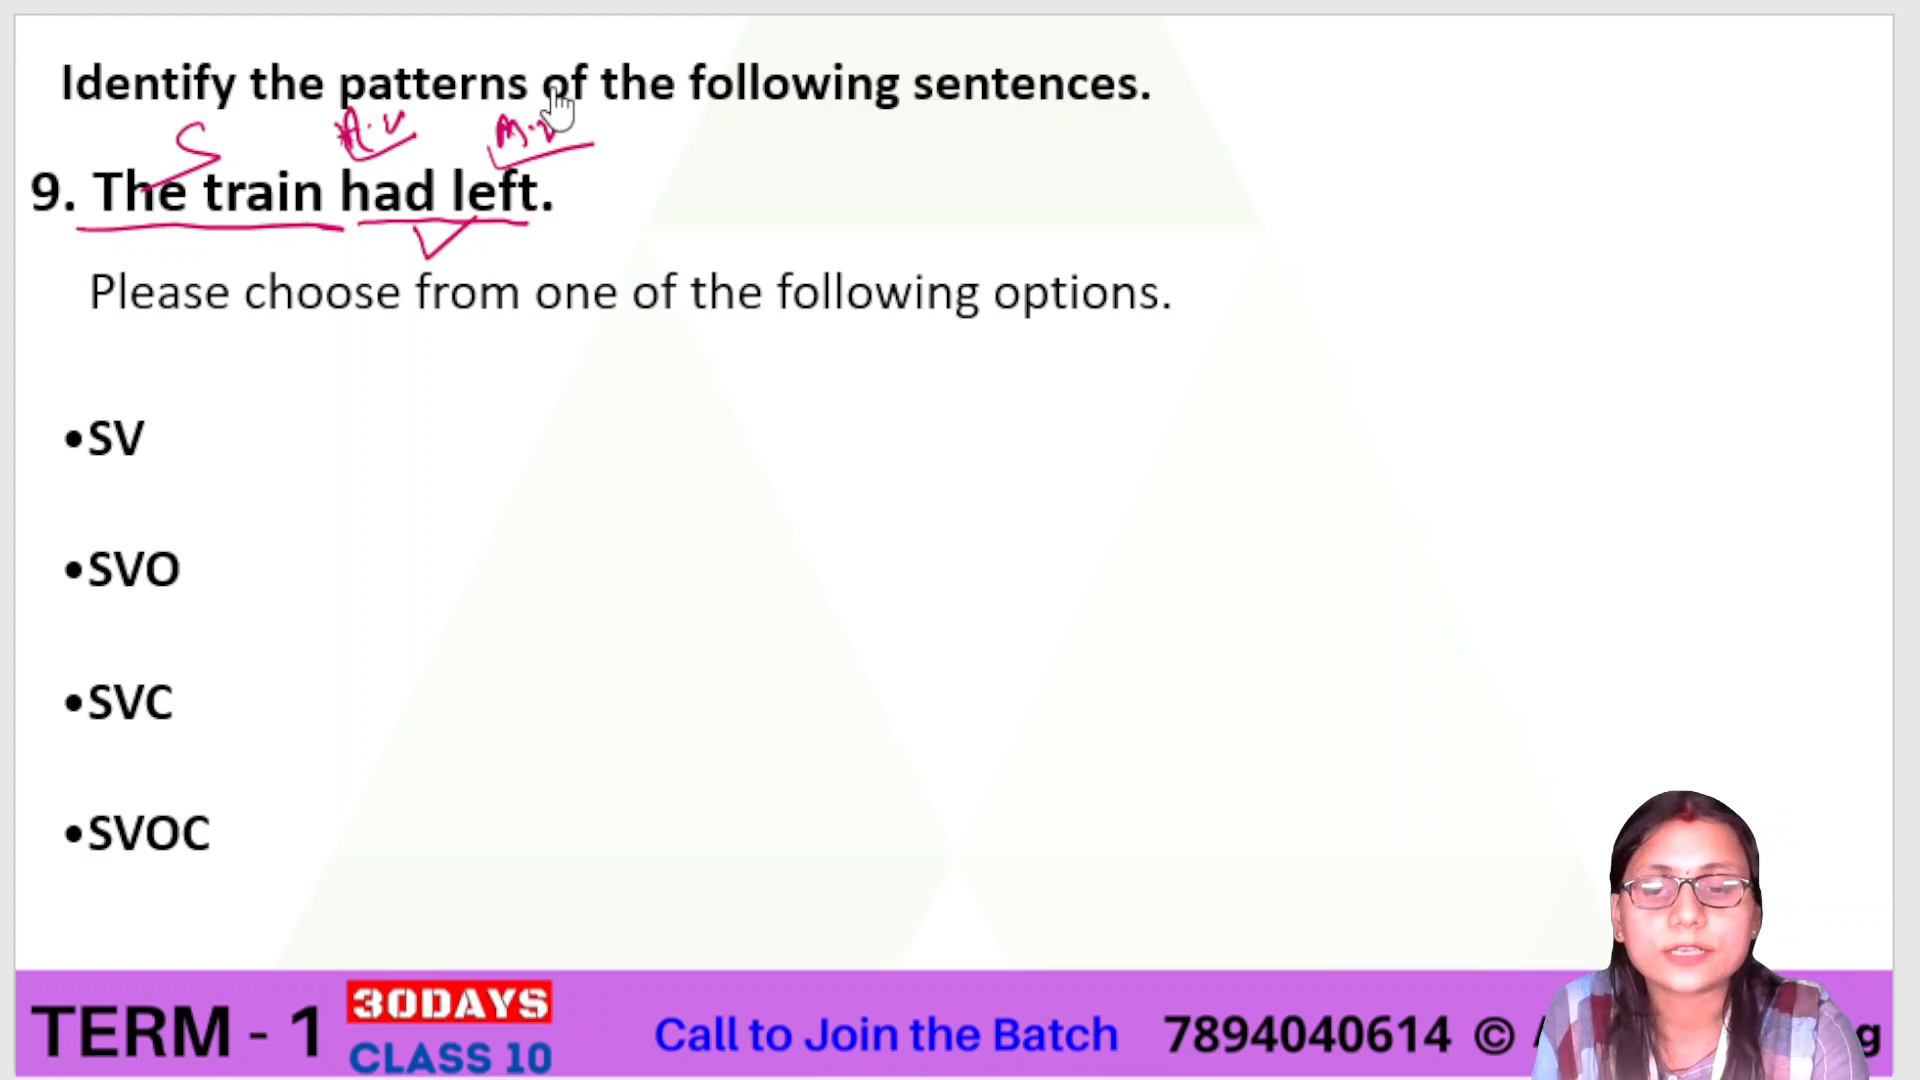 Identify the patterns of the following sentences.
S A.V M.V
9. The train had left.
V
Please choose from one of the following options.
•SV
•SVO
•SVC
•SVOC
TERM - 1 30DAYS CLASS 10 Call to Join the Batch 7894040614 ©